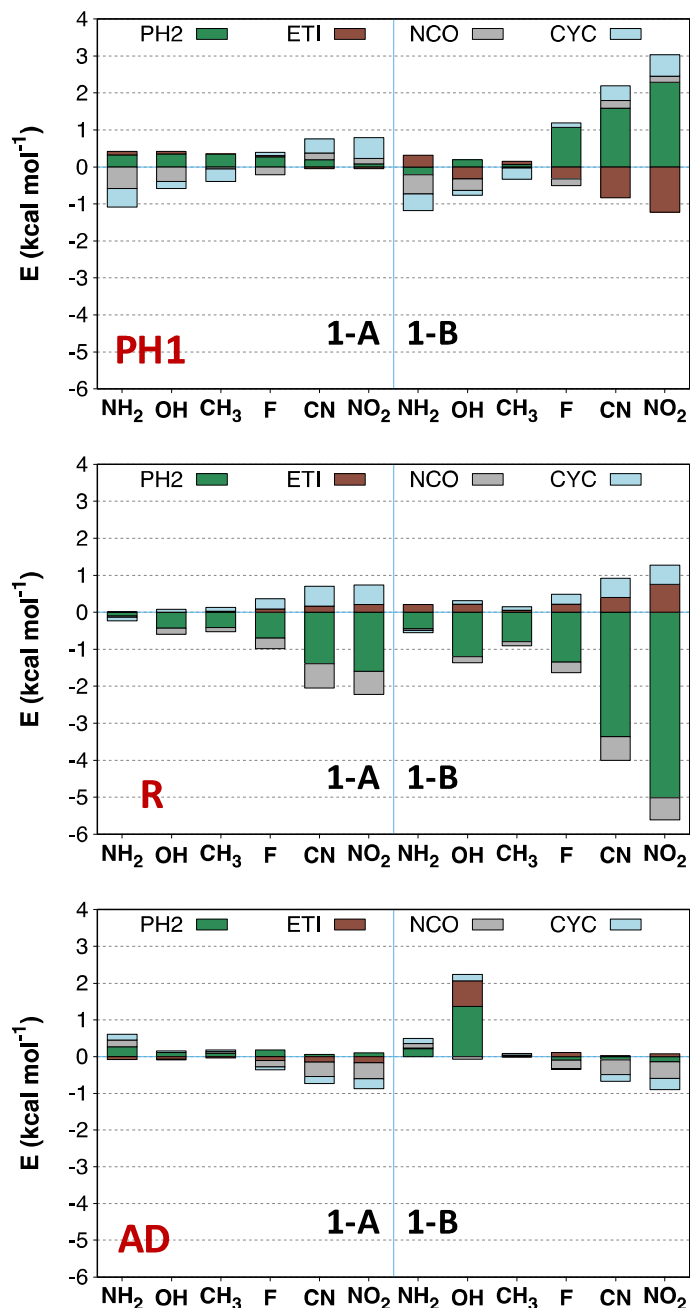 PH2 ETI NCO CYC
4
3
2
1
0
-1
-2
-3
-4
-5
-6
E (kcal mol⁻¹)
1-A 1-B
PH1
NH₂ OH CH₃ F CN NO₂ NH₂ OH CH₃ F CN NO₂
PH2 ETI NCO CYC
4
3
2
1
0
-1
-2
-3
-4
-5
-6
E (kcal mol⁻¹)
1-A 1-B
R
NH₂ OH CH₃ F CN NO₂ NH₂ OH CH₃ F CN NO₂
PH2 ETI NCO CYC
4
3
2
1
0
-1
-2
-3
-4
-5
-6
E (kcal mol⁻¹)
1-A 1-B
AD
NH₂ OH CH₃ F CN NO₂ NH₂ OH CH₃ F CN NO₂